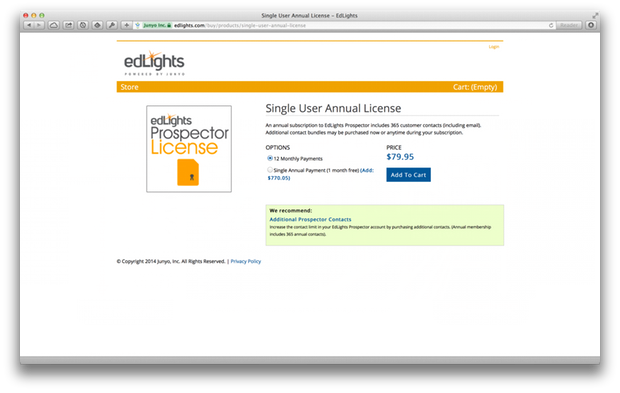 Single User Annual License – EdLights
Junyo Inc. edlights.com/buy/products/single-user-annual-license
Reader
Login
edLights
POWERED BY JUNYO
Store
Cart: (Empty)
edLights
Prospector
License
Single User Annual License
An annual subscription to EdLights Prospector includes 365 customer contacts (including email).
Additional contact bundles may be purchased now or anytime during your subscription.
OPTIONS
PRICE
12 Monthly Payments
$79.95
Single Annual Payment (1 month free) (Add:
$770.05)
Add To Cart
We recommend:
Additional Prospector Contacts
Increase the contact limit in your EdLights Prospector account by purchasing additional contacts. (Annual membership
includes 365 annual contacts).
© Copyright 2014 Junyo, Inc. All Rights Reserved. | Privacy Policy